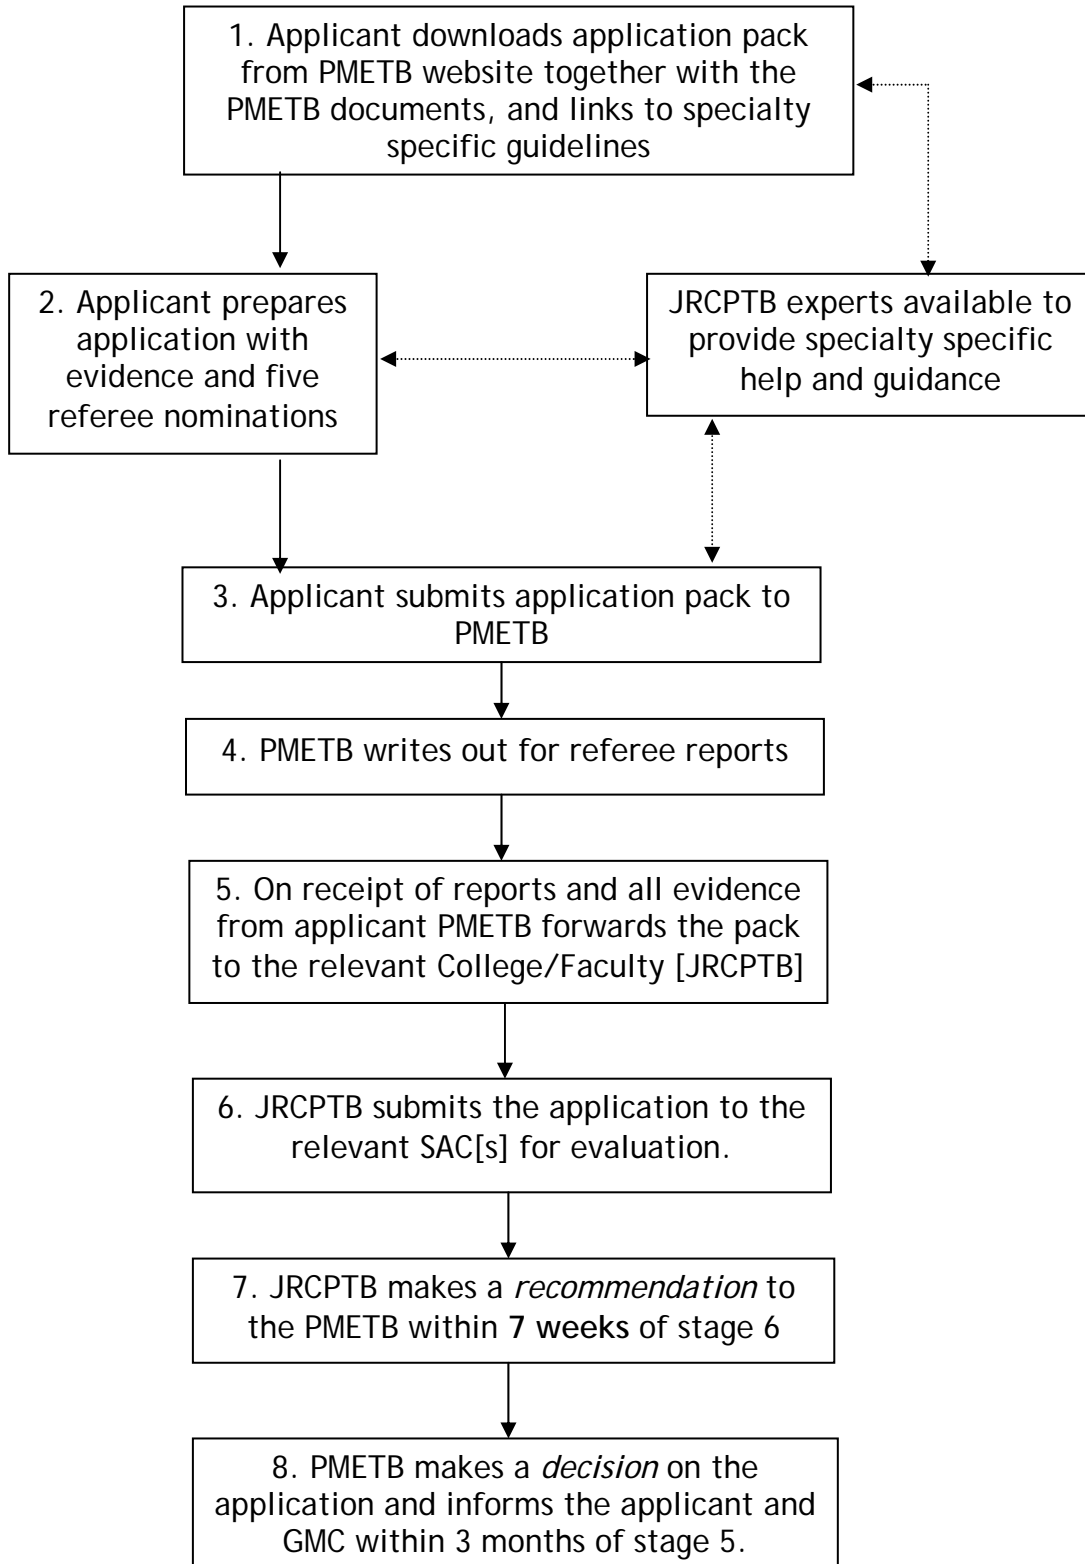 1. Applicant downloads application pack
from PMETB website together with the
PMETB documents, and links to specialty
specific guidelines
2. Applicant prepares
application with
evidence and five
referee nominations
JRCPTB experts available to
provide specialty specific
help and guidance
3. Applicant submits application pack to
PMETB
4. PMETB writes out for referee reports
5. On receipt of reports and all evidence
from applicant PMETB forwards the pack
to the relevant College/Faculty [JRCPTB]
6. JRCPTB submits the application to the
relevant SAC[s] for evaluation.
7. JRCPTB makes a recommendation to
the PMETB within 7 weeks of stage 6
8. PMETB makes a decision on the
application and informs the applicant and
GMC within 3 months of stage 5.